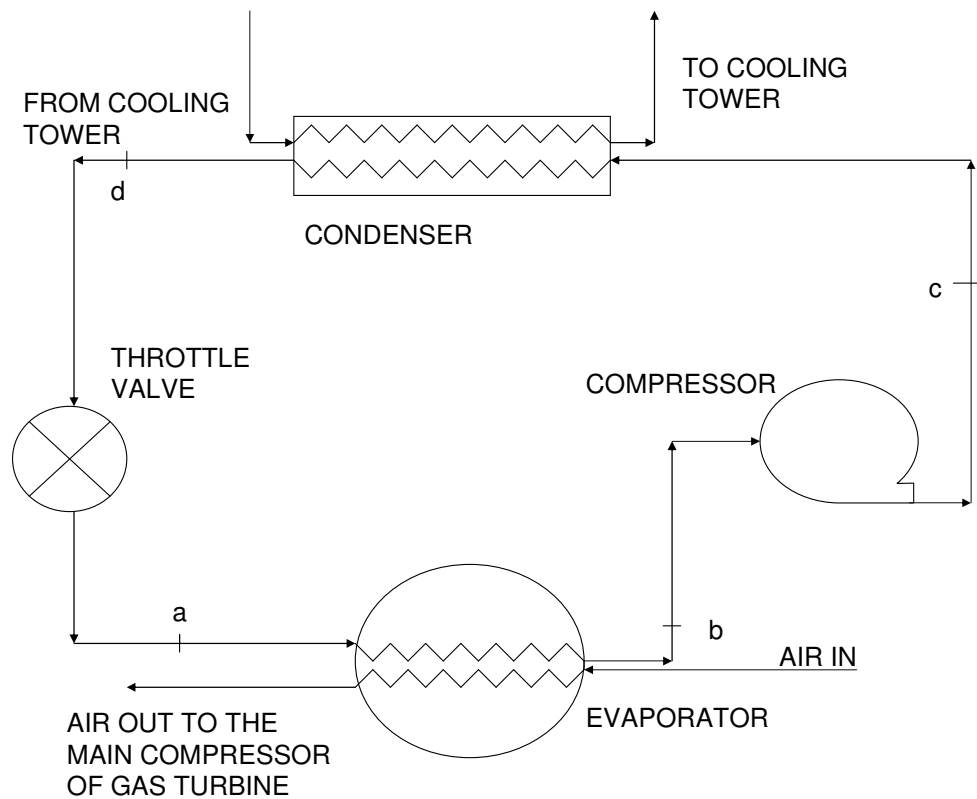 TO COOLING
TOWER
FROM COOLING
TOWER
d
CONDENSER
c
THROTTLE
VALVE
COMPRESSOR
a
b
AIR IN
EVAPORATOR
AIR OUT TO THE
MAIN COMPRESSOR
OF GAS TURBINE